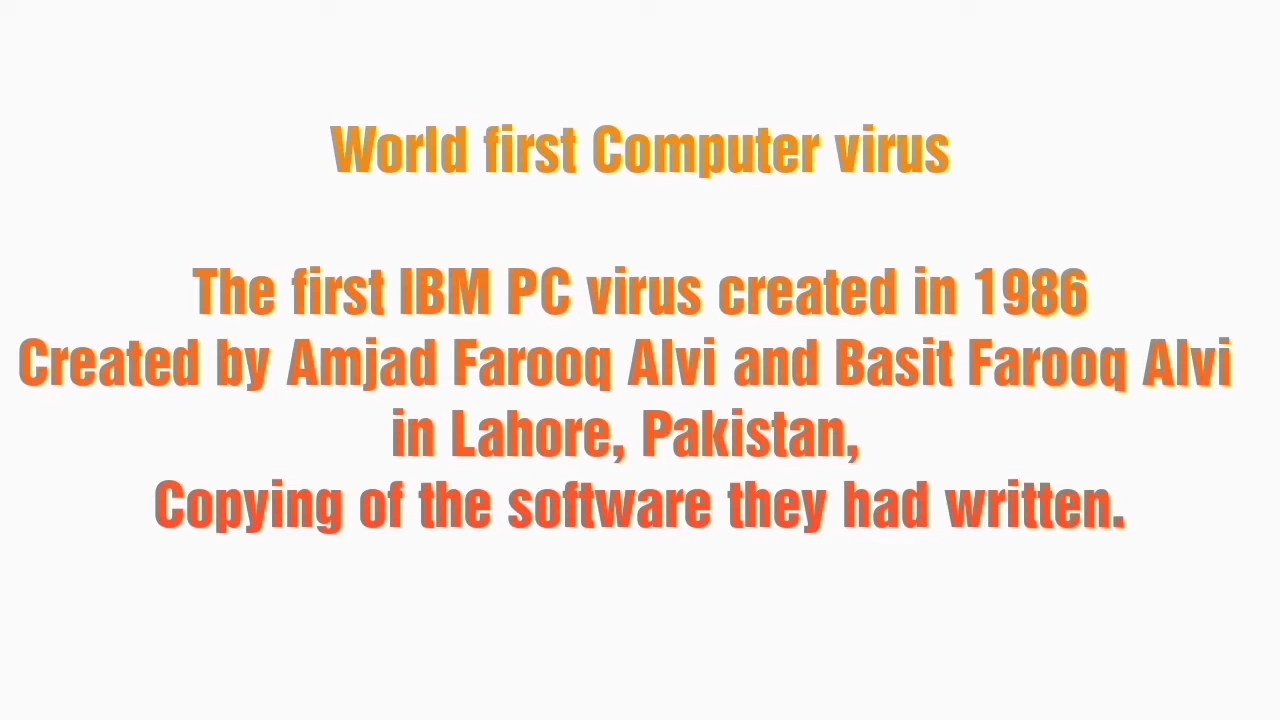 World first Computer virus
The first IBM PC virus created in 1986
Created by Amjad Farooq Alvi and Basit Farooq Alvi
in Lahore, Pakistan,
Copying of the software they had written.